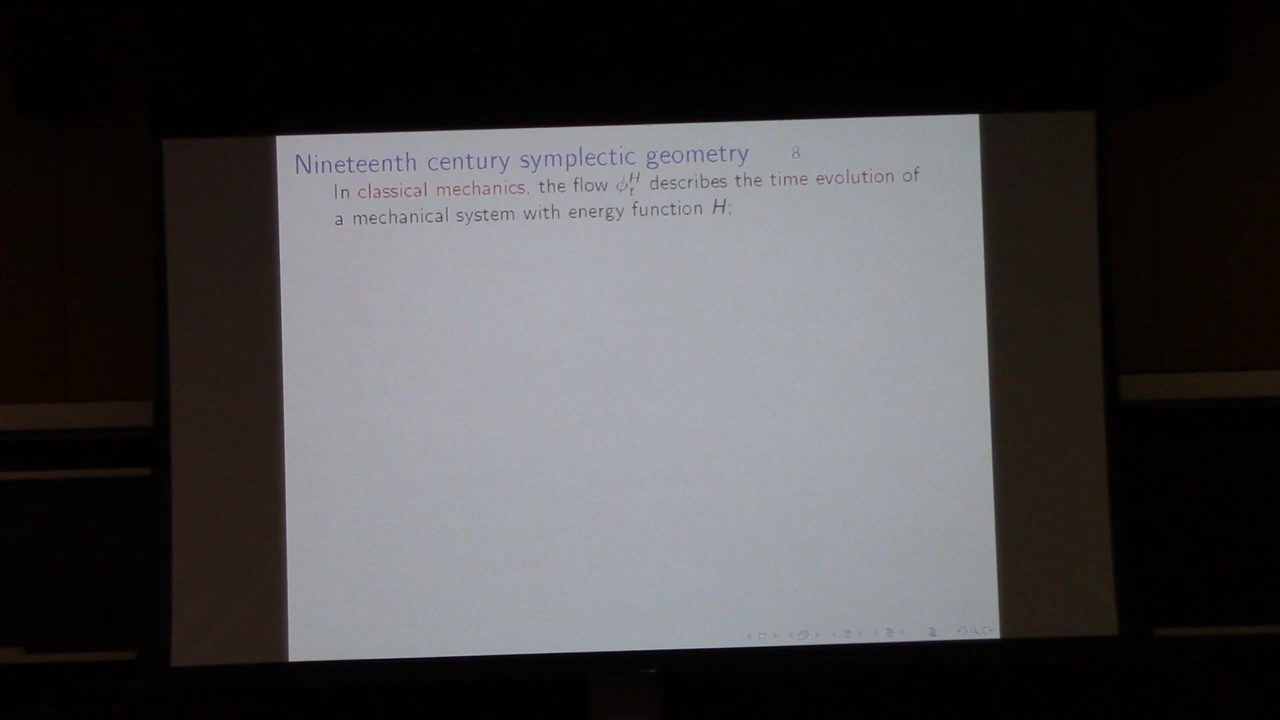 Nineteenth century symplectic geometry 8
In classical mechanics, the flow ϕ_t^H describes the time evolution of
a mechanical system with energy function H;